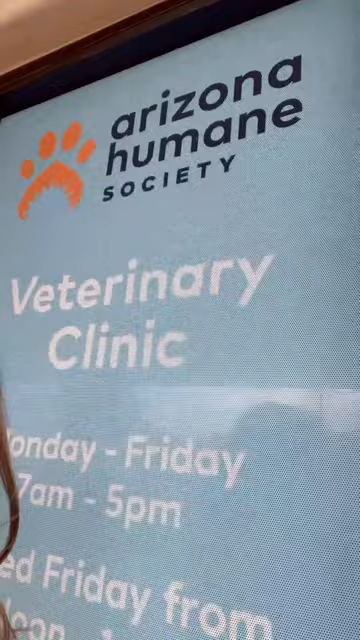 arizona
humane
SOCIETY
Veterinary
Clinic
onday - Friday
7am - 5pm
ed Friday from